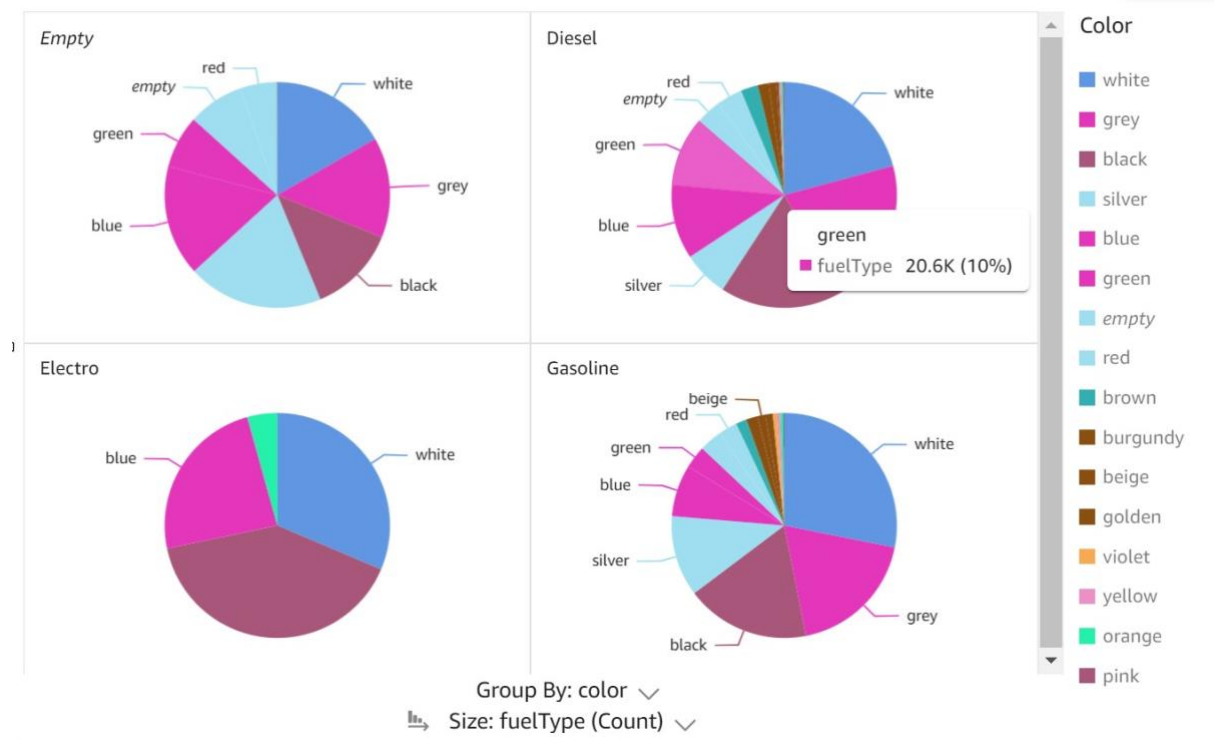 Empty
red
empty
white
green
grey
blue
black
Diesel
red
empty
white
green
blue
silver
green
fuelType 20.6K (10%)
Electro
blue
white
Gasoline
beige
red
green
white
blue
silver
grey
black
Color
white
grey
black
silver
blue
green
empty
red
brown
burgundy
beige
golden
violet
yellow
orange
pink
Group By: color
Size: fuelType (Count)